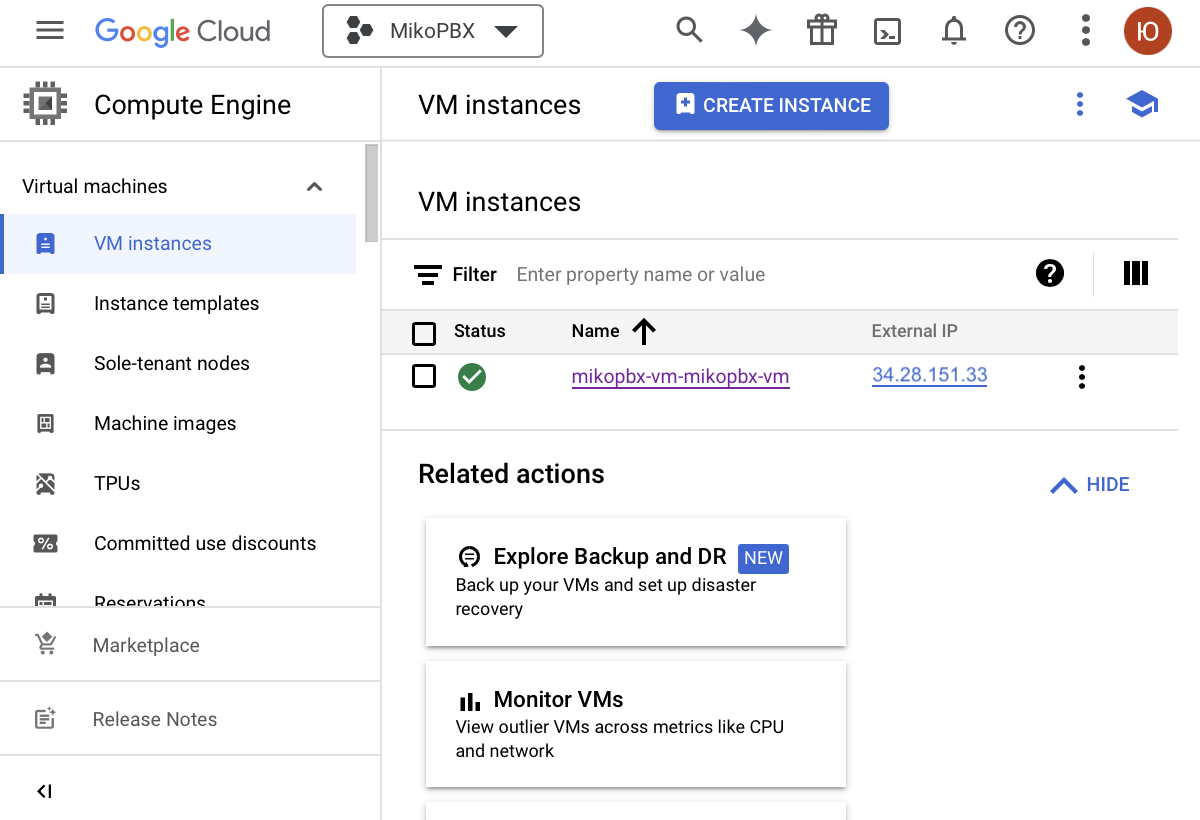 Google Cloud
MikoPBX
Ю
Compute Engine
VM instances
CREATE INSTANCE
Virtual machines
VM instances
Instance templates
Sole-tenant nodes
Machine images
TPUs
Committed use discounts
Reservations
Marketplace
Release Notes
VM instances
Filter Enter property name or value
Status Name External IP
mikopbx-vm-mikopbx-vm 34.28.151.33
Related actions
HIDE
Explore Backup and DR NEW
Back up your VMs and set up disaster
recovery
Monitor VMs
View outlier VMs across metrics like CPU
and network